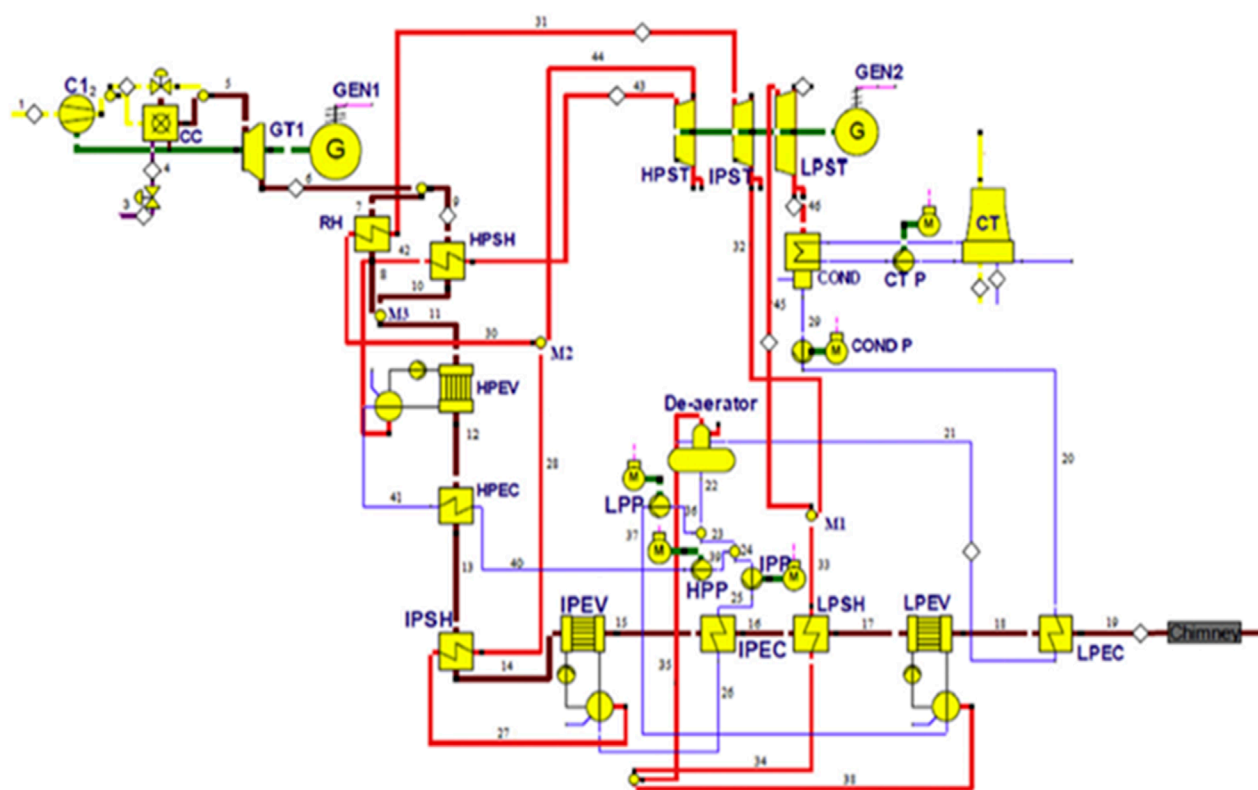 31
44
43
C1
2
1
5
GEN1
GEN2
CC
GT1
G
G
4
3
6
7
9
HPST
IPST
LPST
46
M
CT
RH
42
HPSH
8
10
32
COND
CT P
M3
11
30
M2
45
29
M
COND P
HPEV
12
De-aerator
28
21
20
M
22
LPP
41
HPEC
36
37
23
M1
M
24
13
40
39
HPP
IPP
M
33
25
IPSH
IPEV
15
16
LPSH
17
LPEV
18
19
Chimney
IPEC
LPEC
14
35
26
27
34
38